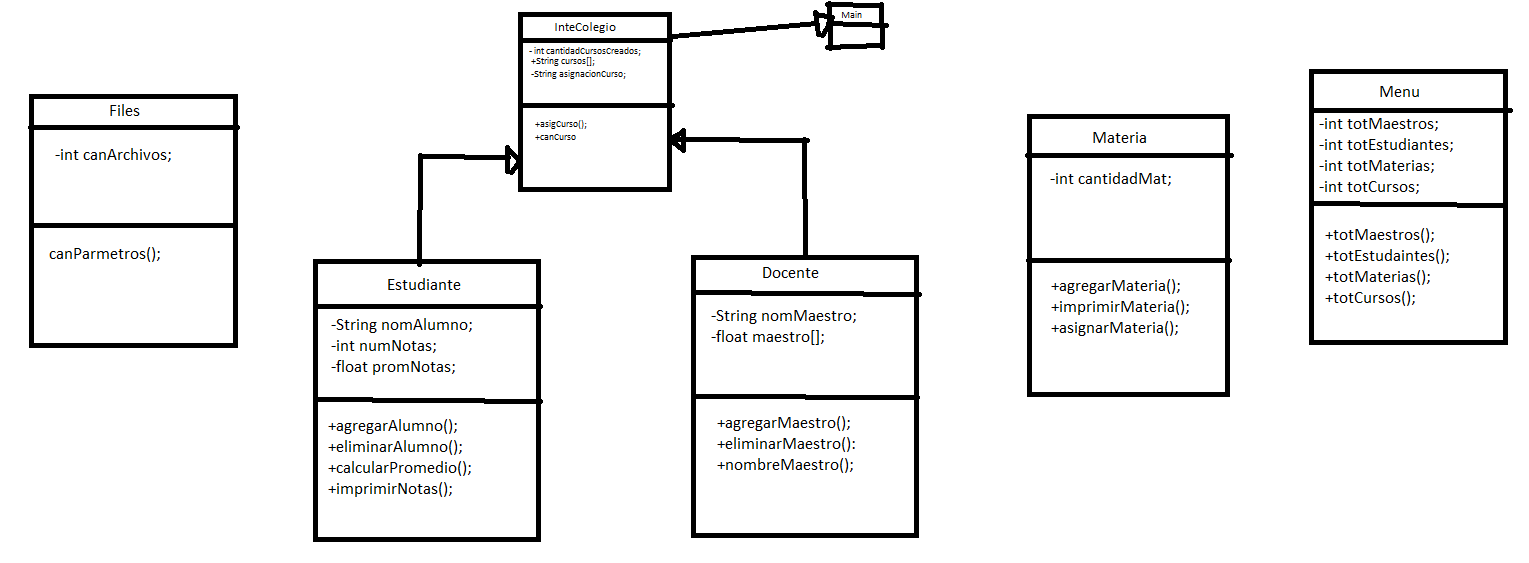 InteColegio
- int cantidadCursosCreados;
+String cursos[];
-String asignacionCurso;
+asigCurso();
+canCurso
Main
Files
-int canArchivos;
canParmetros();
Estudiante
-String nomAlumno;
-int numNotas;
-float promNotas;
+agregarAlumno();
+eliminarAlumno();
+calcularPromedio();
+imprimirNotas();
Docente
-String nomMaestro;
-float maestro[];
+agregarMaestro();
+eliminarMaestro():
+nombreMaestro();
Materia
-int cantidadMat;
+agregarMateria();
+imprimirMateria();
+asignarMateria();
Menu
-int totMaestros;
-int totEstudiantes;
-int totMaterias;
-int totCursos;
+totMaestros();
+totEstudaintes();
+totMaterias();
+totCursos();